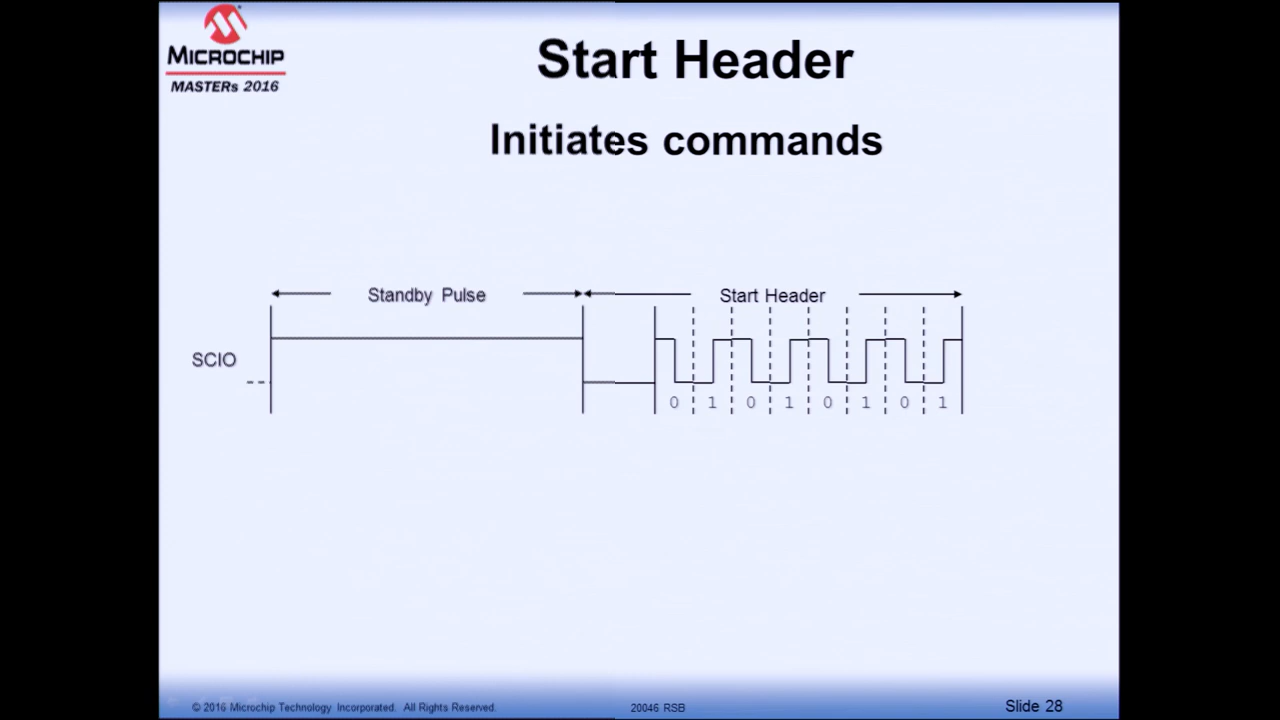 MICROCHIP
MASTERs 2016
Start Header
Initiates commands
Standby Pulse
Start Header
SCIO
0 1 0 1 0 1 0 1
© 2016 Microchip Technology Incorporated. All Rights Reserved.
20046 RSB
Slide 28